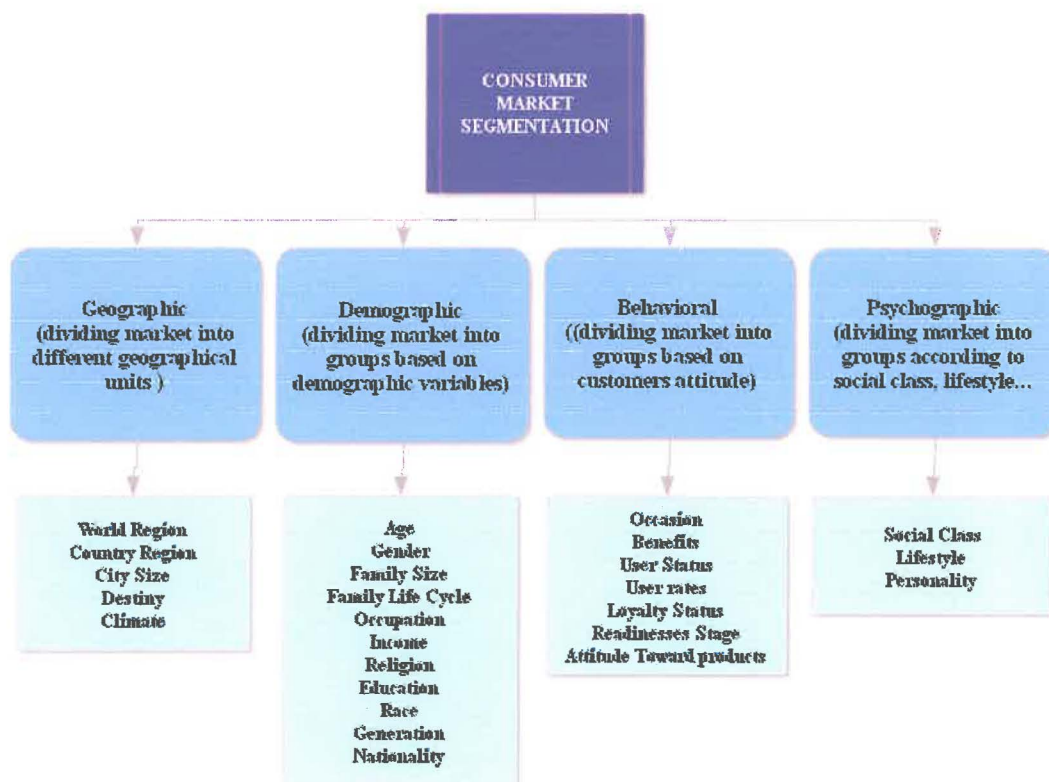 CONSUMER
MARKET
SEGMENTATION
Geographic
(dividing market into
different geographical
units )
Demographic
(dividing market into
groups based on
demographic variables)
Behavioral
((dividing market into
groups based on
customers attitude)
Psychographic
(dividing market into
groups according to
social class, lifestyle...
World Region
Country Region
City Size
Destiny
Climate
Age
Gender
Family Size
Family Life Cycle
Occupation
Income
Religion
Education
Race
Generation
Nationality
Occasion
Benefits
User Status
User rates
Loyalty Status
Readinesses Stage
Attitude Toward products
Social Class
Lifestyle
Personality